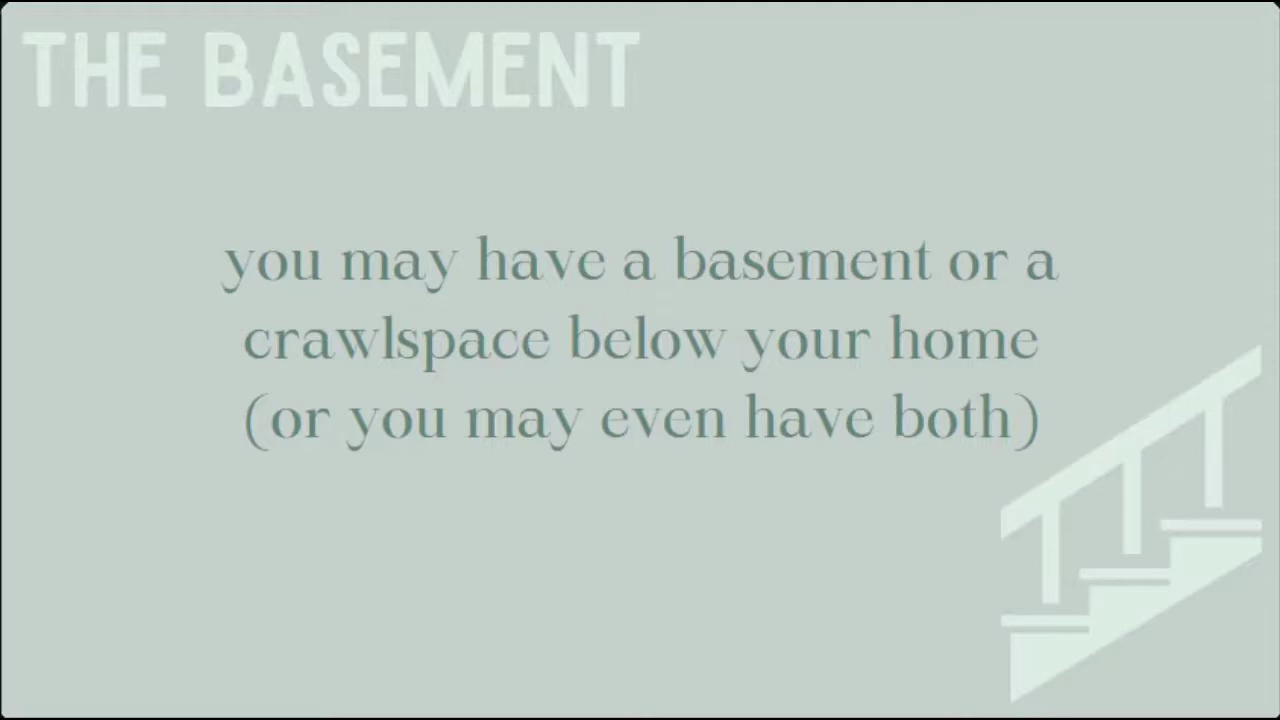 THE BASEMENT
you may have a basement or a
crawlspace below your home
(or you may even have both)